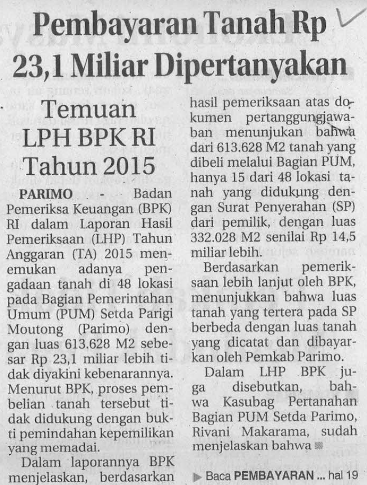 Pembayaran Tanah Rp
23,1 Miliar Dipertanyakan
Temuan
LPH BPK RI
Tahun 2015
PARIMO - Badan
Pemeriksa Keuangan (BPK)
RI dalam Laporan Hasil
Pemeriksaan (LHP) Tahun
Anggaran (TA) 2015 me-
nemukan adanya pen-
gadaan tanah di 48 lokasi
pada Bagian Pemerintahan
Umum (PUM) Setda Parigi
Moutong (Parimo) den-
gan luas 613.628 M2 sebe-
sar Rp 23,1 miliar lebih ti-
dak diyakini kebenarannya.
Menurut BPK, proses pem-
belian tanah tersebut ti-
dak didukung dengan buk-
ti pemindahan kepemilikan
yang memadai.
Dalam laporannya BPK
menjelaskan, berdasarkan
hasil pemeriksaan atas do-
kumen pertanggungjawa-
ban menunjukan bahwa
dari 613.628 M2 tanah yang
dibeli melalui Bagian PUM,
hanya 15 dari 48 lokasi ta-
nah yang didukung den-
gan Surat Penyerahan (SP)
dari pemilik, dengan luas
332.028 M2 senilai Rp 14,5
miliar lebih.
Berdasarkan pemerik-
saan lebih lanjut oleh BPK,
menunjukkan bahwa luas
tanah yang tertera pada SP
berbeda dengan luas tanah
yang dicatat dan dibayar-
kan oleh Pemkab Parimo.
Dalam LHP BPK ju-
ga disebutkan, bah-
wa Kasubag Pertanahan
Bagian PUM Setda Parimo,
Rivani Makarama, sudah
menjelaskan bahwa
Baca PEMBAYARAN ... hal 19